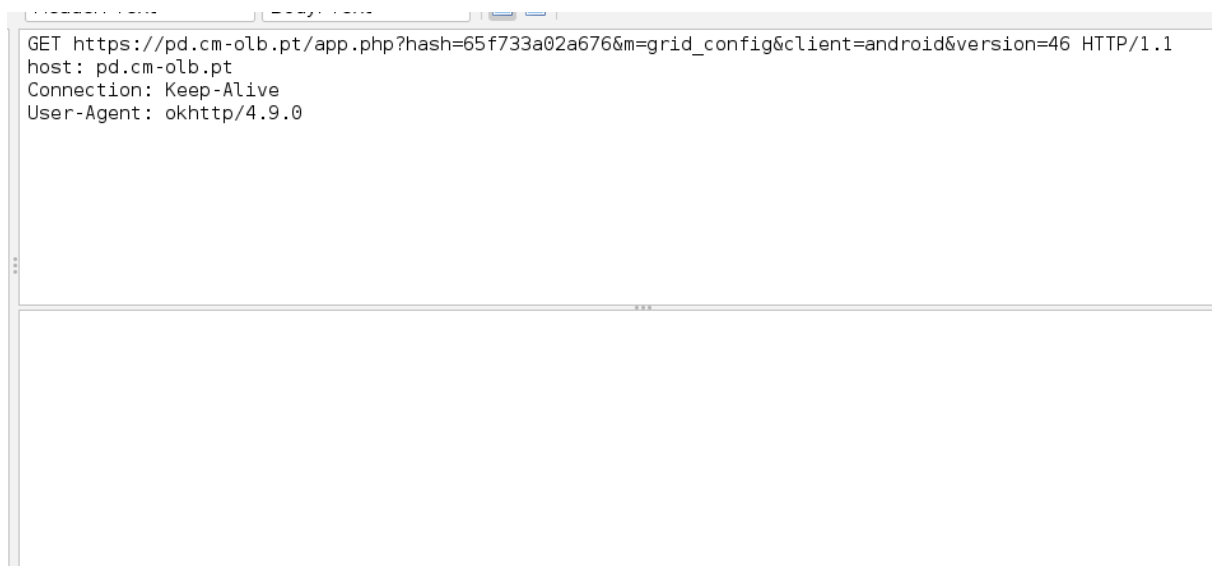 GET https://pd.cm-olb.pt/app.php?hash=65f733a02a676&m=grid_config&client=android&version=46 HTTP/1.1
host: pd.cm-olb.pt
Connection: Keep-Alive
User-Agent: okhttp/4.9.0